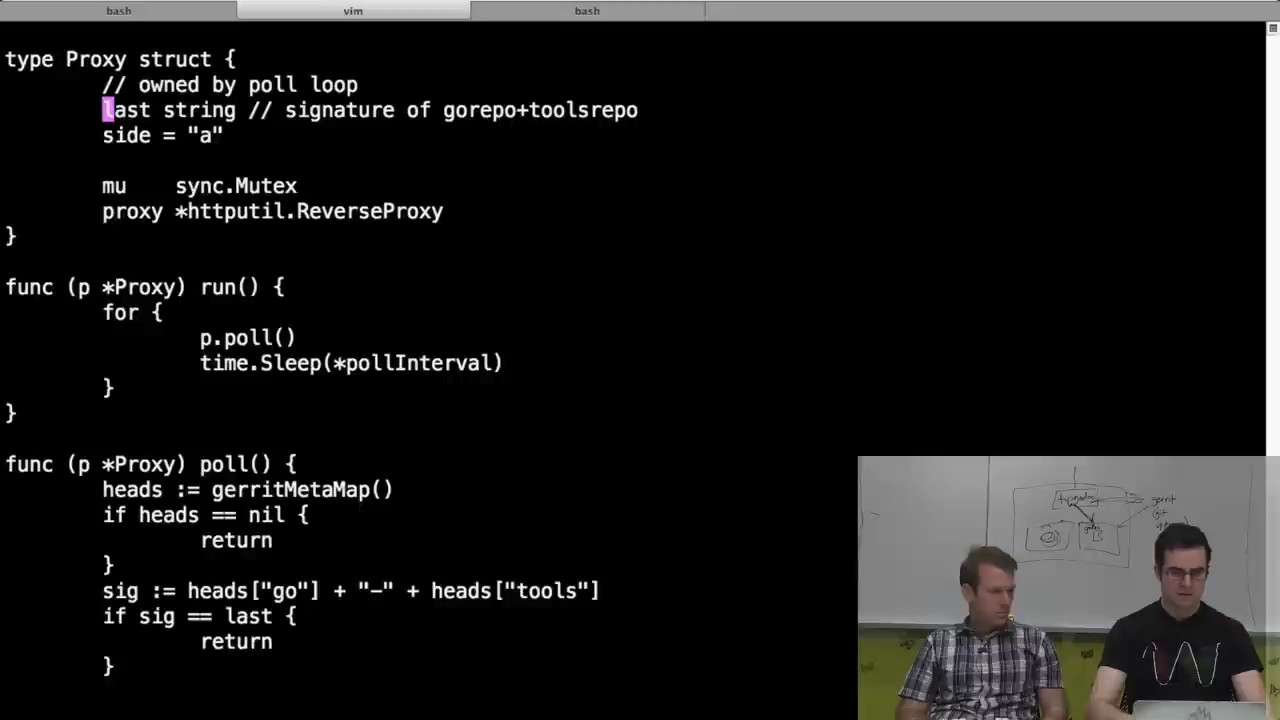 bash vim bash
type Proxy struct {
// owned by poll loop
last string // signature of gorepo+toolsrepo
side = "a"
mu sync.Mutex
proxy *httputil.ReverseProxy
}
func (p *Proxy) run() {
for {
p.poll()
time.Sleep(*pollInterval)
}
}
func (p *Proxy) poll() {
heads := gerritMetaMap()
if heads == nil {
return
}
sig := heads["go"] + "-" + heads["tools"]
if sig == last {
return
}
gerrit